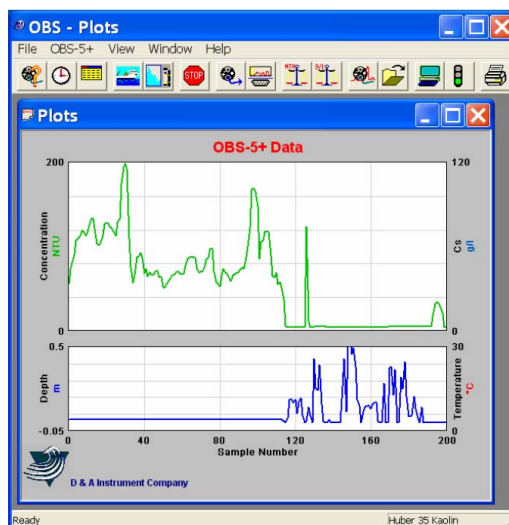 OBS - Plots
File OBS-5+ View Window Help
NTU
g/l
STOP
Plots
OBS-5+ Data
200
120
Concentration
NTU
Cs
g/l
0
0
0.5
30
Depth
m
Temperature
°C
-0.05
0
0 40 80 120 160 200
Sample Number
D & A Instrument Company
Ready Huber 35 Kaolin